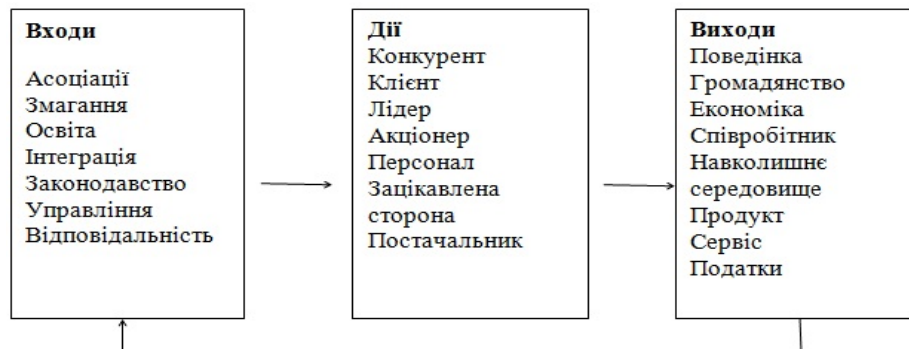 Входи
Асоціації
Змагання
Освіта
Інтеграція
Законодавство
Управління
Відповідальність
Дії
Конкурент
Клієнт
Лідер
Акціонер
Персонал
Зацікавлена
сторона
Постачальник
Виходи
Поведінка
Громадянство
Економіка
Співробітник
Навколишнє
середовище
Продукт
Сервіс
Податки